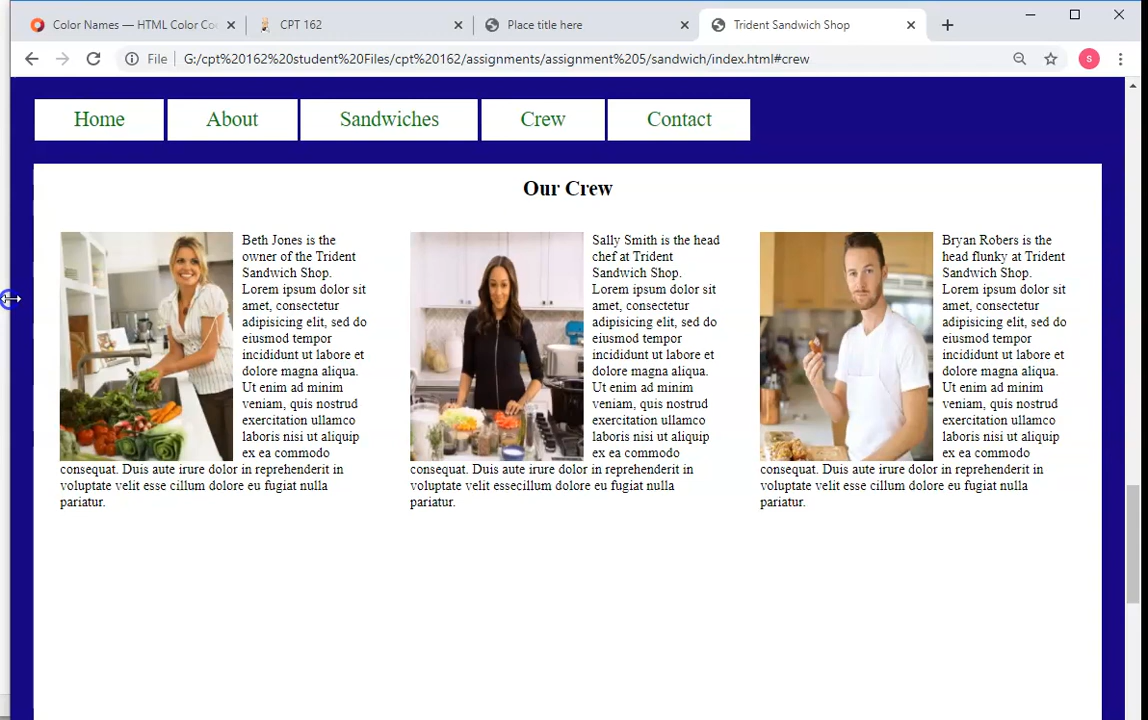 Color Names — HTML Color Co
CPT 162
Place title here
Trident Sandwich Shop
File G:/cpt%20162%20student%20Files/cpt%20162/assignments/assignment%205/sandwich/index.html#crew
s
Home
About
Sandwiches
Crew
Contact
Our Crew
Beth Jones is the
owner of the Trident
Sandwich Shop.
Lorem ipsum dolor sit
amet, consectetur
adipisicing elit, sed do
eiusmod tempor
incididunt ut labore et
dolore magna aliqua.
Ut enim ad minim
veniam, quis nostrud
exercitation ullamco
laboris nisi ut aliquip
ex ea commodo
consequat. Duis aute irure dolor in reprehenderit in
voluptate velit esse cillum dolore eu fugiat nulla
pariatur.
Sally Smith is the head
chef at Trident
Sandwich Shop.
Lorem ipsum dolor sit
amet, consectetur
adipisicing elit, sed do
eiusmod tempor
incididunt ut labore et
dolore magna aliqua.
Ut enim ad minim
veniam, quis nostrud
exercitation ullamco
laboris nisi ut aliquip
ex ea commodo
consequat. Duis aute irure dolor in reprehenderit in
voluptate velit essecillum dolore eu fugiat nulla
pariatur.
Bryan Robers is the
head flunky at Trident
Sandwich Shop.
Lorem ipsum dolor sit
amet, consectetur
adipisicing elit, sed do
eiusmod tempor
incididunt ut labore et
dolore magna aliqua.
Ut enim ad minim
veniam, quis nostrud
exercitation ullamco
laboris nisi ut aliquip
ex ea commodo
consequat. Duis aute irure dolor in reprehenderit in
voluptate velit esse cillum dolore eu fugiat nulla
pariatur.